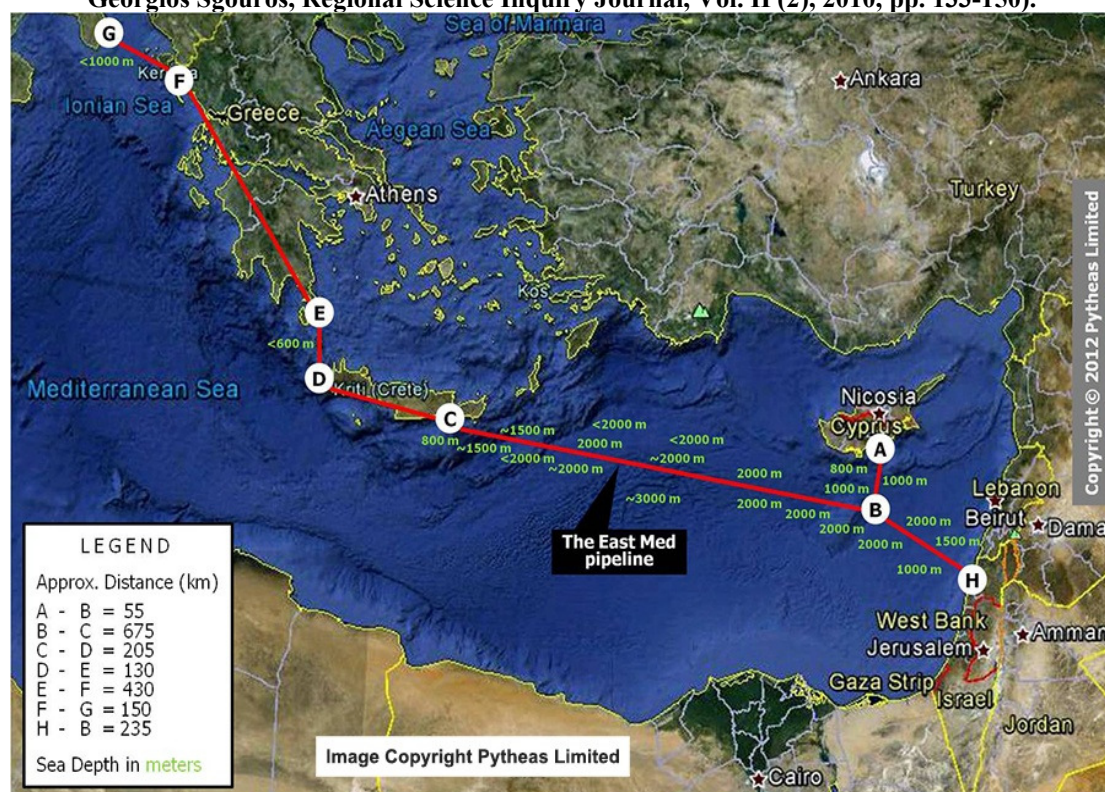 Georgios Sgouros, Regional Science Inquiry Journal, Vol. II (2), 2010, pp. 133-150).
Sea of Marmara
G
<1000 m
F
Ionian Sea
Greece
Aegean Sea
Ankara
Athens
Turkey
Kos
E
<600 m
D
Kriti (Crete)
Mediterranean Sea
C
800 m
~1500 m
~1500 m
<2000 m
2000 m
<2000 m
<2000 m
~2000 m
~2000 m
~3000 m
2000 m
2000 m
2000 m
2000 m
Nicosia
Cyprus
A
800 m
1000 m
1000 m
B
2000 m
2000 m
1500 m
1000 m
H
Lebanon
Beirut
Dama
The East Med
pipeline
West Bank
Jerusalem
Amman
Gaza Strip
Israel
Jordan
Cairo
LEGEND
Approx. Distance (km)
A - B = 55
B - C = 675
C - D = 205
D - E = 130
E - F = 430
F - G = 150
H - B = 235
Sea Depth in meters
Image Copyright Pytheas Limited
Copyright © 2012 Pytheas Limited